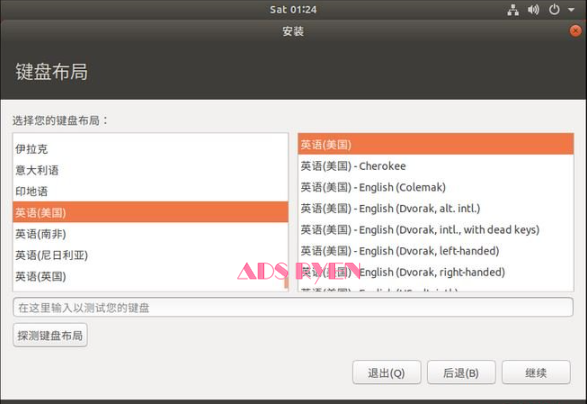 Sat 01:24
安装
键盘布局
选择您的键盘布局：
伊拉克
意大利语
印地语
英语(美国)
英语(南非)
英语(尼日利亚)
英语(英国)
英语(美国)
英语(美国) - Cherokee
英语(美国) - English (Colemak)
英语(美国) - English (Dvorak, alt. intl.)
英语(美国) - English (Dvorak, intl., with dead keys)
英语(美国) - English (Dvorak, left-handed)
英语(美国) - English (Dvorak, right-handed)
ADS RYEN
在这里输入以测试您的键盘
探测键盘布局
退出(Q)
后退(B)
继续